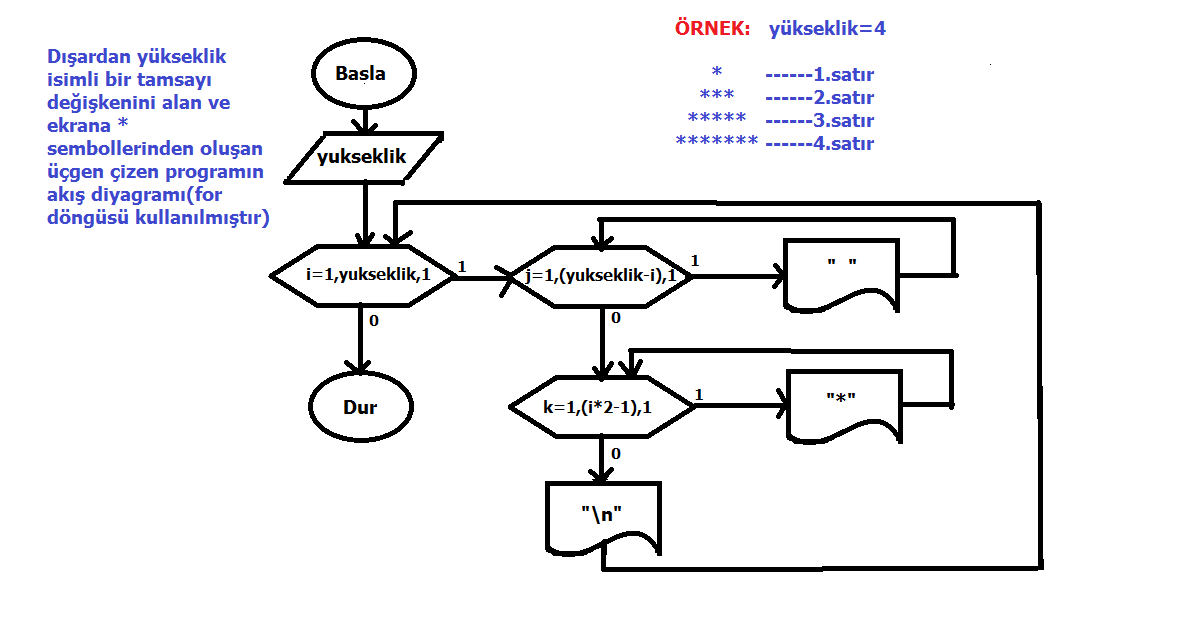 Dışardan yükseklik
isimli bir tamsayı
değişkenini alan ve
ekrana *
sembollerinden oluşan
üçgen çizen programın
akış diyagramı(for
döngüsü kullanılmıştır)
ÖRNEK: yükseklik=4
* ------1.satır
*** ------2.satır
***** ------3.satır
******* ------4.satır
Basla
yukseklik
i=1,yukseklik,1
1
0
Dur
j=1,(yukseklik-i),1
1
" "
0
k=1,(i*2-1),1
1
"*"
0
"\n"